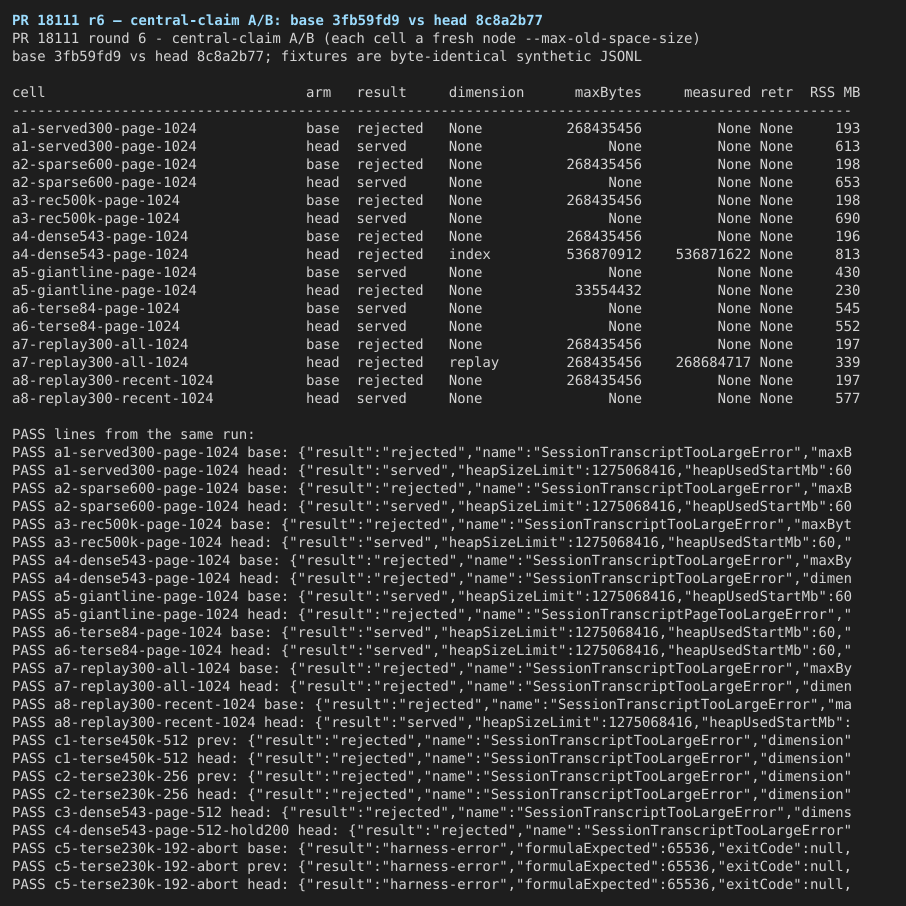 PR 18111 r6 — central-claim A/B: base 3fb59fd9 vs head 8c8a2b77
PR 18111 round 6 - central-claim A/B (each cell a fresh node --max-old-space-size)
base 3fb59fd9 vs head 8c8a2b77; fixtures are byte-identical synthetic JSONL
cell arm result dimension maxBytes measured retr RSS MB
----------------------------------------------------------------------------------------------------
a1-served300-page-1024 base rejected None 268435456 None None 193
a1-served300-page-1024 head served None None None None 613
a2-sparse600-page-1024 base rejected None 268435456 None None 198
a2-sparse600-page-1024 head served None None None None 653
a3-rec500k-page-1024 base rejected None 268435456 None None 198
a3-rec500k-page-1024 head served None None None None 690
a4-dense543-page-1024 base rejected None 268435456 None None 196
a4-dense543-page-1024 head rejected index 536870912 536871622 None 813
a5-giantline-page-1024 base served None None None None 430
a5-giantline-page-1024 head rejected None 33554432 None None 230
a6-terse84-page-1024 base served None None None None 545
a6-terse84-page-1024 head served None None None None 552
a7-replay300-all-1024 base rejected None 268435456 None None 197
a7-replay300-all-1024 head rejected replay 268435456 268684717 None 339
a8-replay300-recent-1024 base rejected None 268435456 None None 197
a8-replay300-recent-1024 head served None None None None 577
PASS lines from the same run:
PASS a1-served300-page-1024 base: {"result":"rejected","name":"SessionTranscriptTooLargeError","maxB
PASS a1-served300-page-1024 head: {"result":"served","heapSizeLimit":1275068416,"heapUsedStartMb":60
PASS a2-sparse600-page-1024 base: {"result":"rejected","name":"SessionTranscriptTooLargeError","maxB
PASS a2-sparse600-page-1024 head: {"result":"served","heapSizeLimit":1275068416,"heapUsedStartMb":60
PASS a3-rec500k-page-1024 base: {"result":"rejected","name":"SessionTranscriptTooLargeError","maxByt
PASS a3-rec500k-page-1024 head: {"result":"served","heapSizeLimit":1275068416,"heapUsedStartMb":60,"
PASS a4-dense543-page-1024 base: {"result":"rejected","name":"SessionTranscriptTooLargeError","maxBy
PASS a4-dense543-page-1024 head: {"result":"rejected","name":"SessionTranscriptTooLargeError","dimen
PASS a5-giantline-page-1024 base: {"result":"served","heapSizeLimit":1275068416,"heapUsedStartMb":60
PASS a5-giantline-page-1024 head: {"result":"rejected","name":"SessionTranscriptPageTooLargeError","
PASS a6-terse84-page-1024 base: {"result":"served","heapSizeLimit":1275068416,"heapUsedStartMb":60,"
PASS a6-terse84-page-1024 head: {"result":"served","heapSizeLimit":1275068416,"heapUsedStartMb":60,"
PASS a7-replay300-all-1024 base: {"result":"rejected","name":"SessionTranscriptTooLargeError","maxBy
PASS a7-replay300-all-1024 head: {"result":"rejected","name":"SessionTranscriptTooLargeError","dimen
PASS a8-replay300-recent-1024 base: {"result":"rejected","name":"SessionTranscriptTooLargeError","ma
PASS a8-replay300-recent-1024 head: {"result":"served","heapSizeLimit":1275068416,"heapUsedStartMb":
PASS c1-terse450k-512 prev: {"result":"rejected","name":"SessionTranscriptTooLargeError","dimension"
PASS c1-terse450k-512 head: {"result":"rejected","name":"SessionTranscriptTooLargeError","dimension"
PASS c2-terse230k-256 prev: {"result":"rejected","name":"SessionTranscriptTooLargeError","dimension"
PASS c2-terse230k-256 head: {"result":"rejected","name":"SessionTranscriptTooLargeError","dimension"
PASS c3-dense543-page-512 head: {"result":"rejected","name":"SessionTranscriptTooLargeError","dimens
PASS c4-dense543-page-512-hold200 head: {"result":"rejected","name":"SessionTranscriptTooLargeError"
PASS c5-terse230k-192-abort base: {"result":"harness-error","formulaExpected":65536,"exitCode":null,
PASS c5-terse230k-192-abort prev: {"result":"harness-error","formulaExpected":65536,"exitCode":null,
PASS c5-terse230k-192-abort head: {"result":"harness-error","formulaExpected":65536,"exitCode":null,